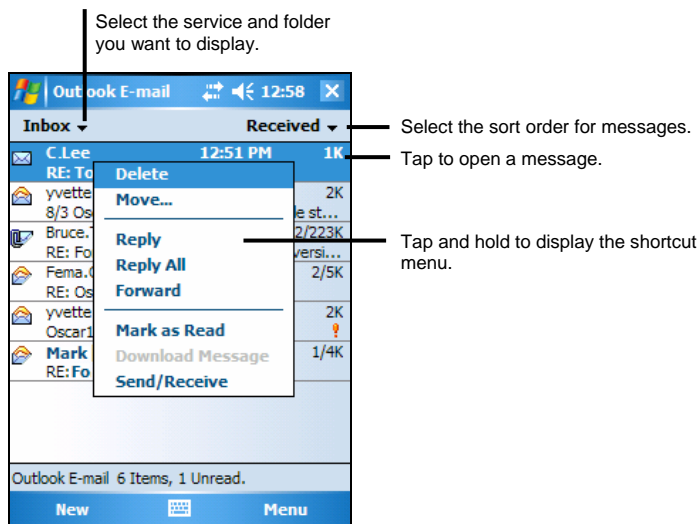 Select the service and folder
you want to display.
Outlook E-mail 12:58
Inbox Received
Select the sort order for messages.
C.Lee 12:51 PM 1K
Tap to open a message.
RE: To
Delete
yvette 2K
Move...
8/3 Os le st...
Bruce. 2/223K
Reply
Tap and hold to display the shortcut
menu.
RE: Fo versi...
Reply All
Fema. 2/5K
Forward
RE: Os
yvette 2K
Oscar1
Mark as Read
Mark 1/4K
Download Message
RE: Fo
Send/Receive
Outlook E-mail 6 Items, 1 Unread.
New Menu